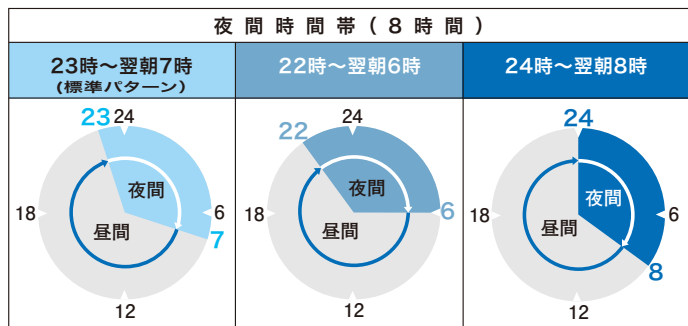 夜間時間帯(8時間)
23時～翌朝7時
(標準パターン)
22時～翌朝6時
24時～翌朝8時
23
24
18
6
7
12
夜間
昼間
22
24
18
6
12
夜間
昼間
24
18
6
8
12
夜間
昼間